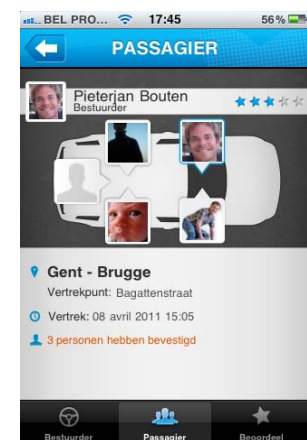 BEL PRO... 17:45 56%
PASSAGIER
Pieterjan Bouten
Bestuurder
Gent - Brugge
Vertrekpunt: Bagattenstraat
Vertrek: 08 avril 2011 15:05
3 personen hebben bevestigd
Bestuurder Passagier Beoordeel